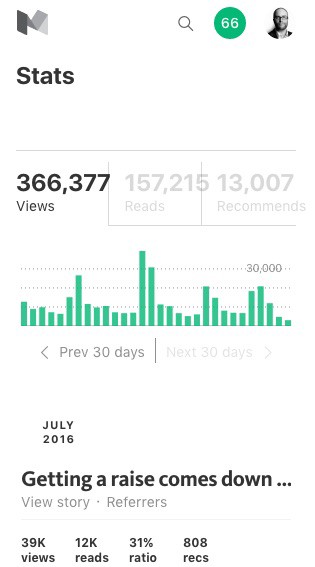 66
Stats
366,377 157,215 13,007
Views Reads Recommends
30,000
Prev 30 days Next 30 days
JULY
2016
Getting a raise comes down ...
View story · Referrers
39K 12K 31% 808
views reads ratio recs